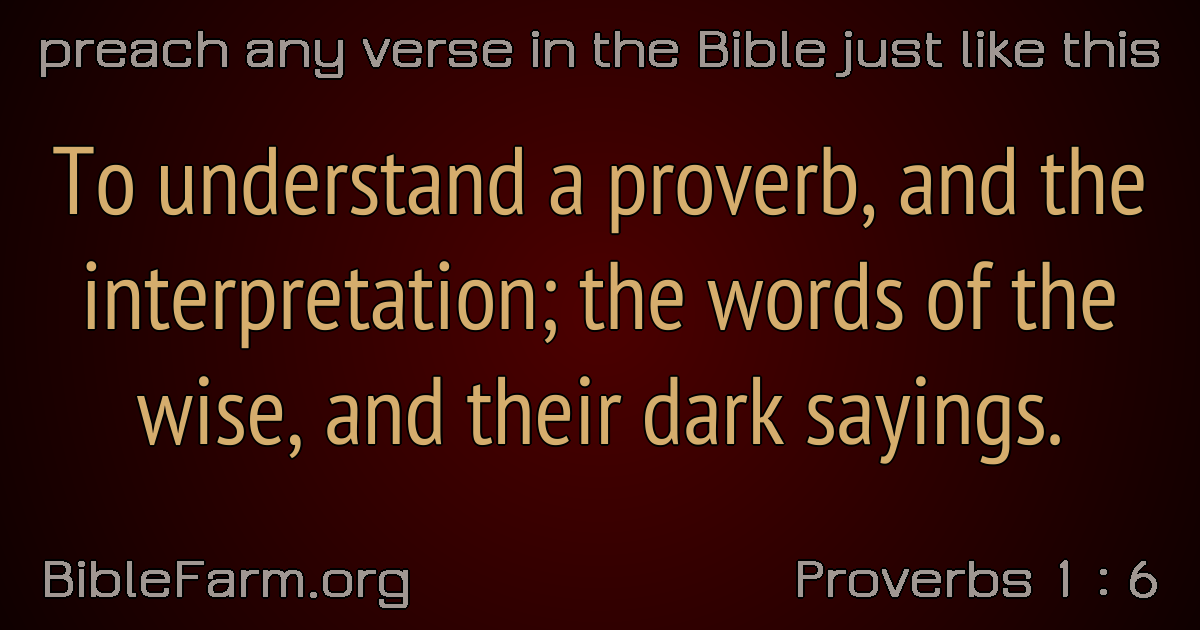 preach any verse in the Bible just like this
To understand a proverb, and the
interpretation; the words of the
wise, and their dark sayings.
BibleFarm.org
Proverbs 1 : 6